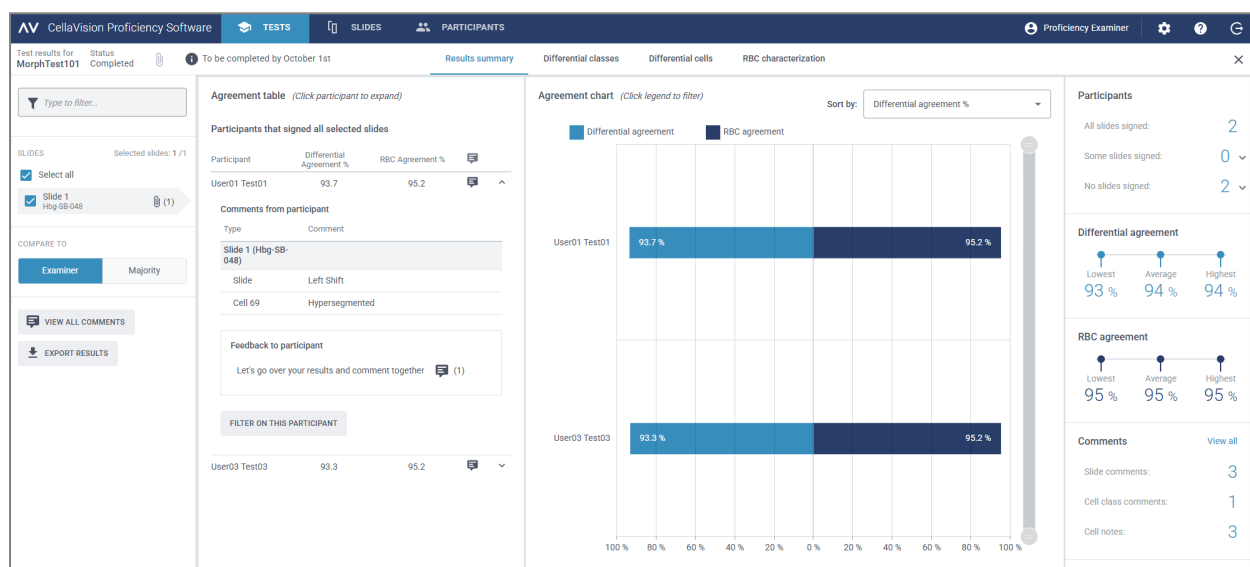 CellaVision Proficiency Software
TESTS
SLIDES
PARTICIPANTS
Proficiency Examiner
Test results for
MorphTest101
Status
Completed
To be completed by October 1st
Results summary
Differential classes
Differential cells
RBC characterization
Type to filter...
SLIDES
Selected slides: 1 /1
Select all
Slide 1
Hbg-SB-048
(1)
COMPARE TO
Examiner
Majority
VIEW ALL COMMENTS
EXPORT RESULTS
Agreement table (Click participant to expand)
Participants that signed all selected slides
Participant
Differential
Agreement %
RBC Agreement %
User01 Test01 93.7 95.2
Comments from participant
Type Comment
Slide 1 (Hbg-SB-
048)
Slide Left Shift
Cell 69 Hypersegmented
Feedback to participant
Let's go over your results and comment together (1)
FILTER ON THIS PARTICIPANT
User03 Test03 93.3 95.2
Agreement chart (Click legend to filter)
Sort by:
Differential agreement %
Differential agreement
RBC agreement
User01 Test01
93.7 %
95.2 %
User03 Test03
93.3 %
95.2 %
100 % 80 % 60 % 40 % 20 % 0 % 20 % 40 % 60 % 80 % 100 %
Participants
All slides signed: 2
Some slides signed: 0
No slides signed: 2
Differential agreement
Lowest Average Highest
93 % 94 % 94 %
RBC agreement
Lowest Average Highest
95 % 95 % 95 %
Comments View all
Slide comments: 3
Cell class comments: 1
Cell notes: 3